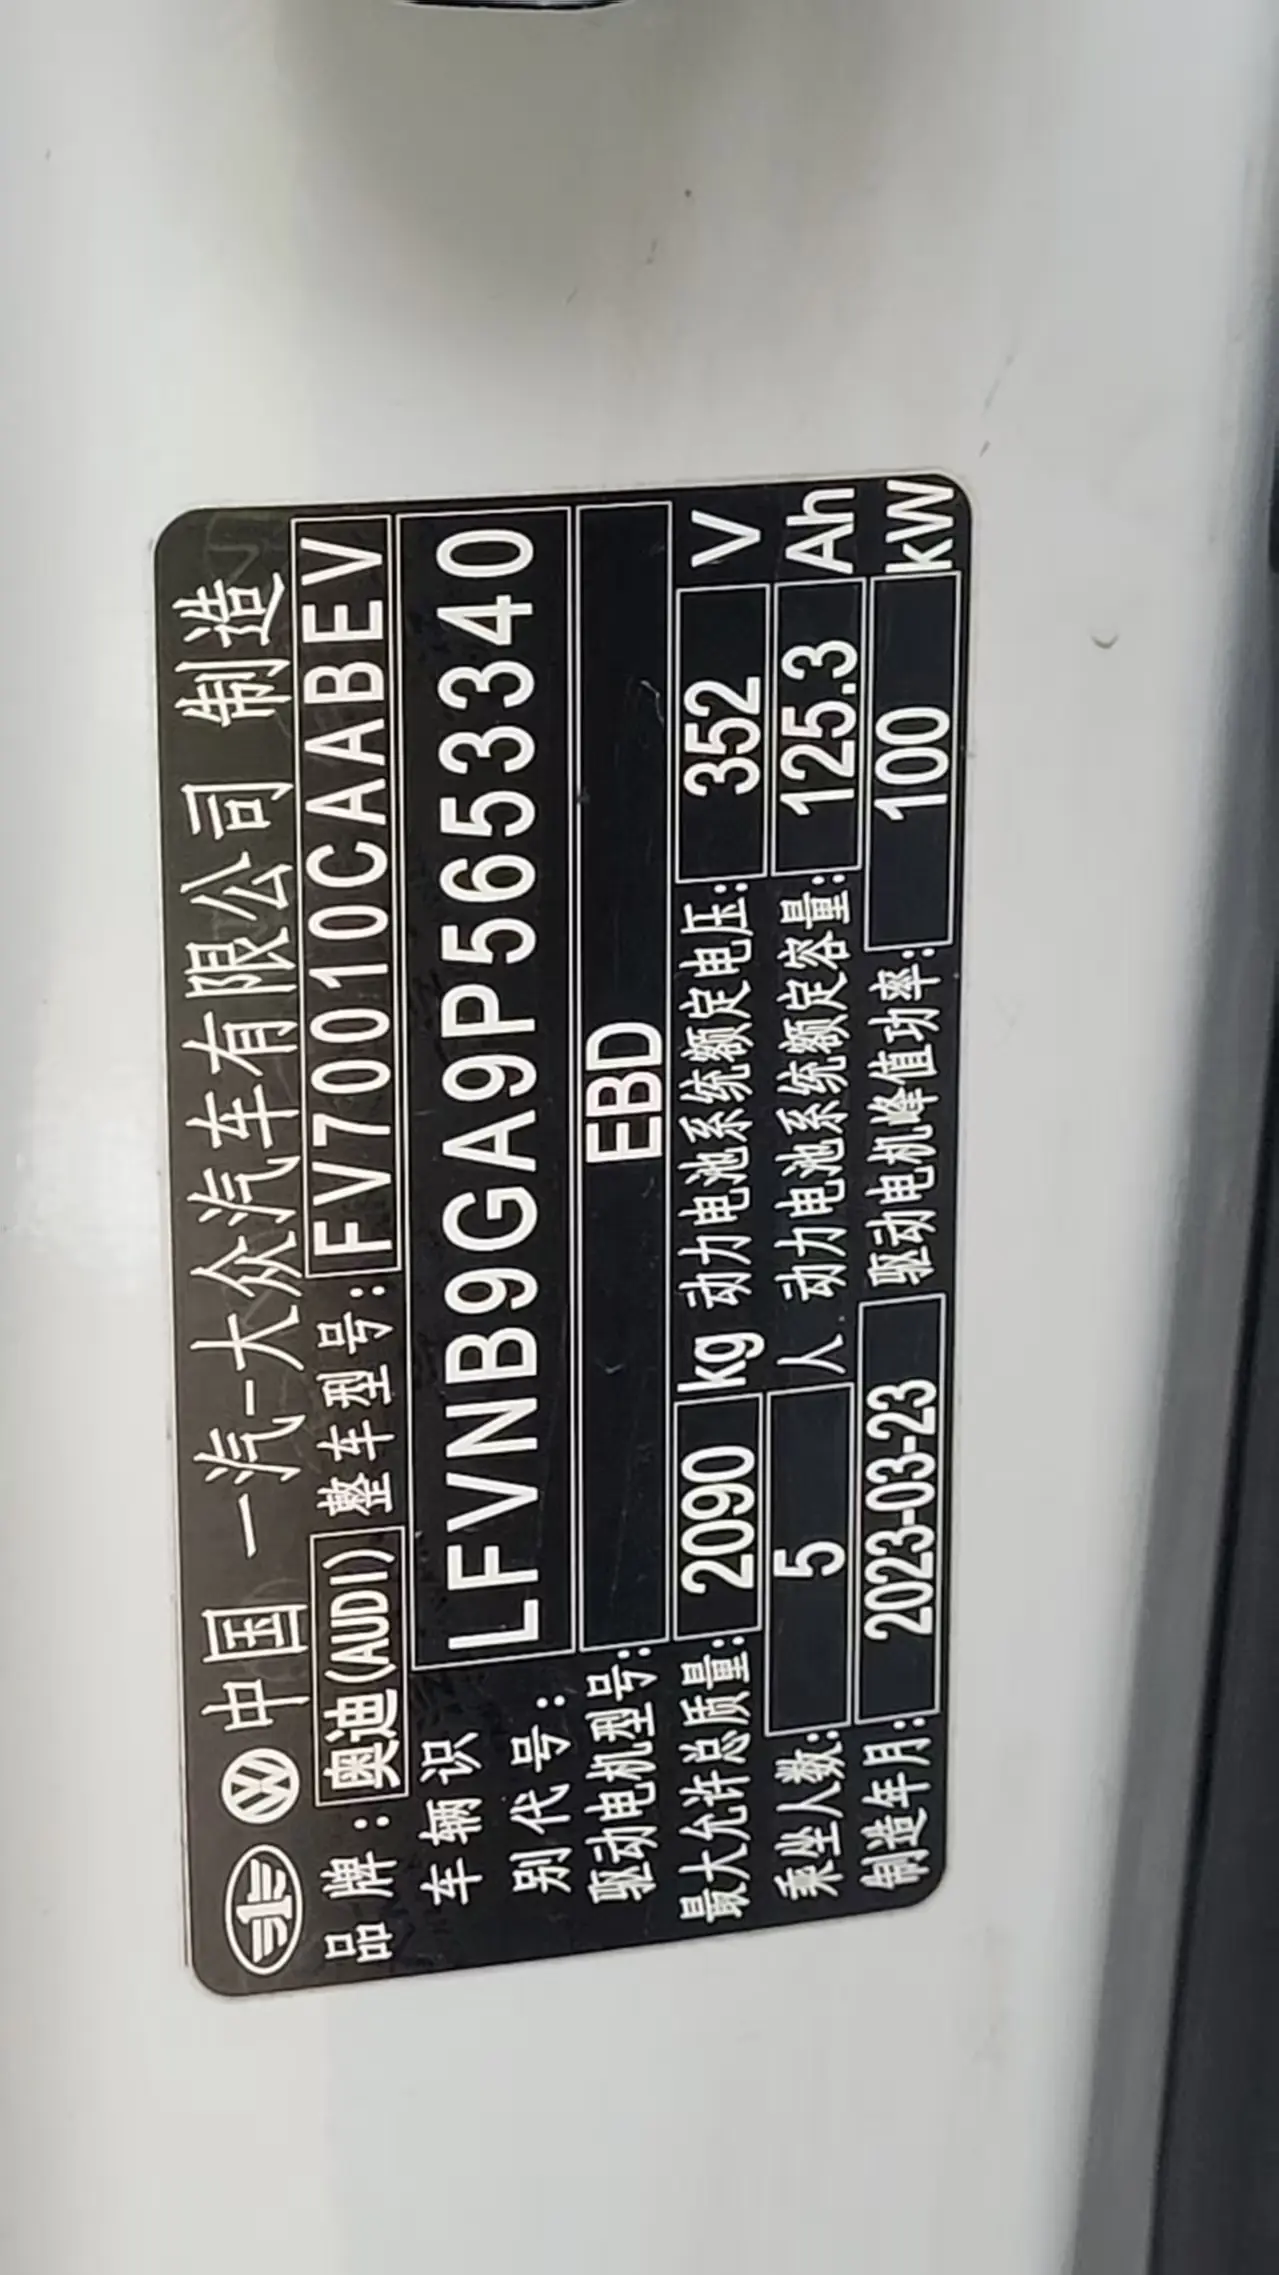 中国 一汽-大众汽车有限公司 制造
品牌: 奥迪(AUDI) 整车型号: FV70010CAABEV
车辆识别代号: LFVNB9GA9P5653340
驱动电机型号: EBD
最大允许总质量: 2090 kg 动力电池系统额定电压: 352 V
乘坐人数: 5 人 动力电池系统额定容量: 125.3 Ah
制造年月: 2023-03-23 驱动电机峰值功率: 100 kW